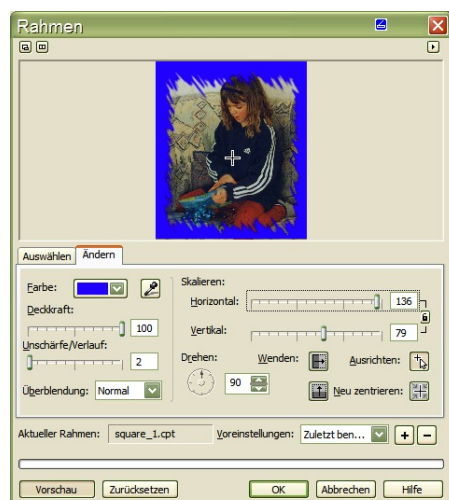 Rahmen
Auswählen Ändern
Farbe:
Deckkraft:
100
Unschärfe/Verlauf:
2
Überblendung: Normal
Skalieren:
Horizontal: 136
Vertikal: 79
Drehen: Wenden: Ausrichten:
90
Neu zentrieren:
Aktueller Rahmen: square_1.cpt Voreinstellungen: Zuletzt ben...
Vorschau Zurücksetzen OK Abbrechen Hilfe